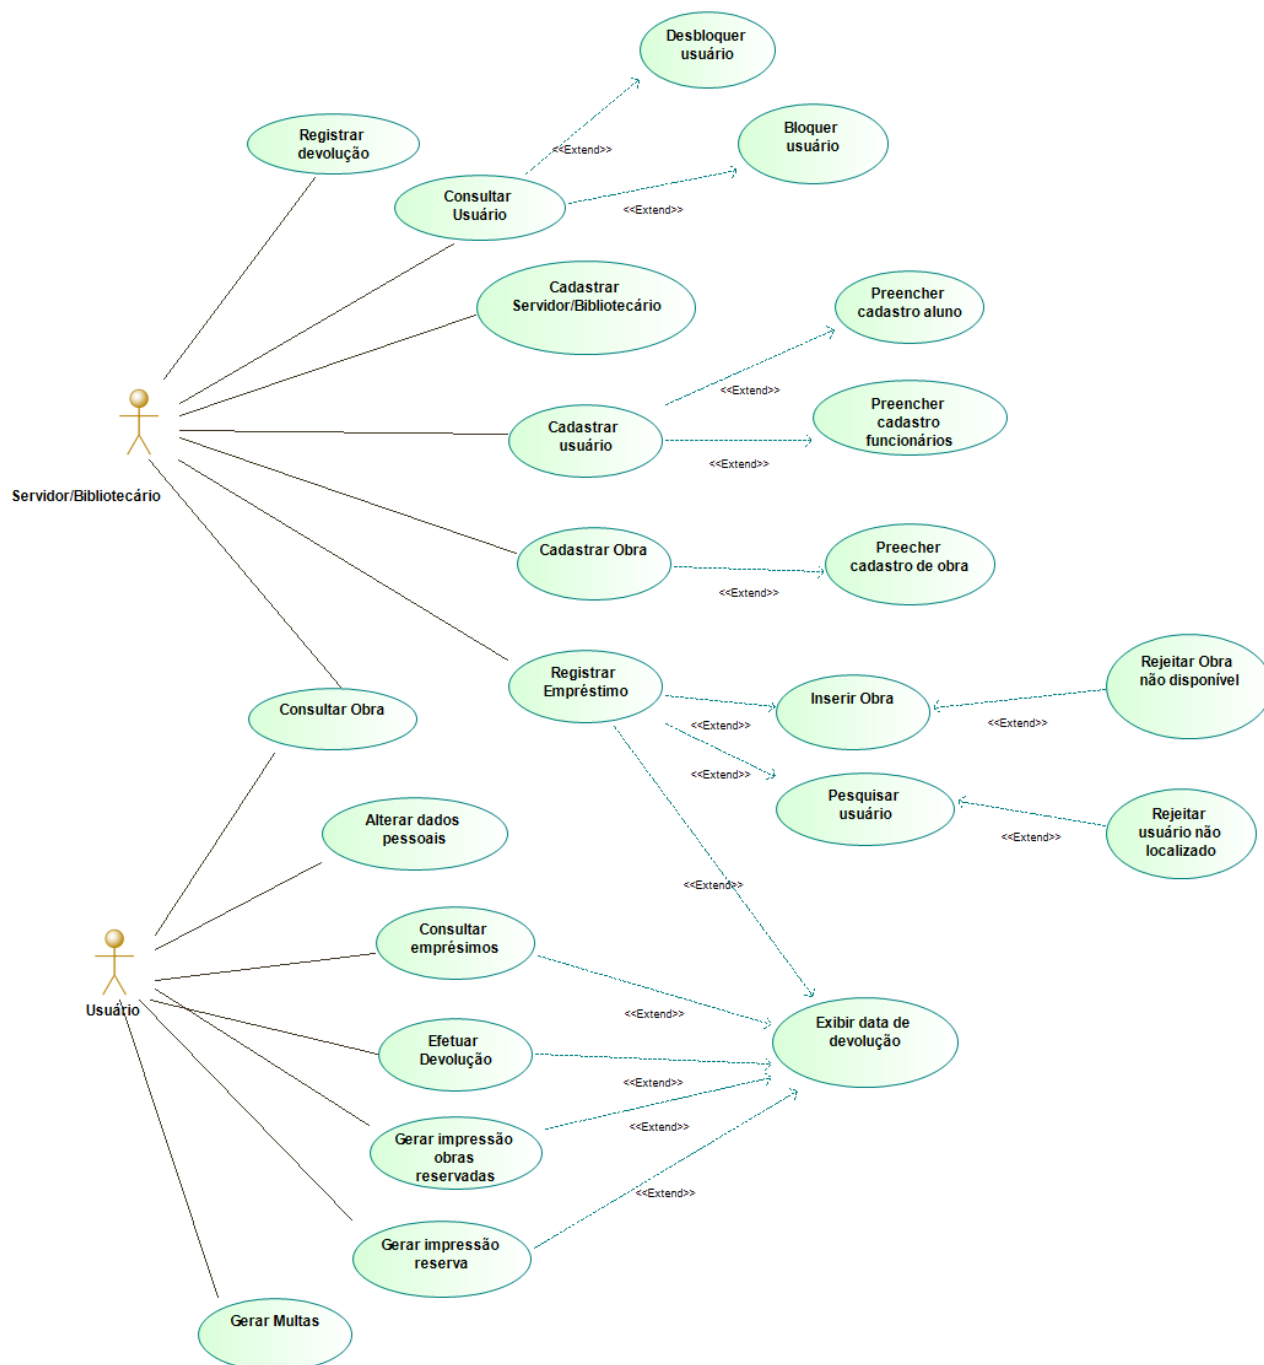 Desbloquer
usuário
Registrar
devolução
Bloquer
usuário
<<Extend>>
Consultar
Usuário
<<Extend>>
Cadastrar
Servidor/Bibliotecário
Preencher
cadastro aluno
<<Extend>>
Cadastrar
usuário
Preencher
cadastro
funcionários
<<Extend>>
Servidor/Bibliotecário
Cadastrar Obra
Preecher
cadastro de obra
<<Extend>>
Registrar
Empréstimo
Rejeitar Obra
não disponível
Consultar Obra
Inserir Obra
<<Extend>>
<<Extend>>
<<Extend>>
Alterar dados
pessoais
Pesquisar
usuário
Rejeitar
usuário não
localizado
<<Extend>>
<<Extend>>
Consultar
emprésimos
Usuário
<<Extend>>
Exibir data de
devolução
Efetuar
Devolução
<<Extend>>
Gerar impressão
obras
reservadas
<<Extend>>
<<Extend>>
Gerar impressão
reserva
Gerar Multas